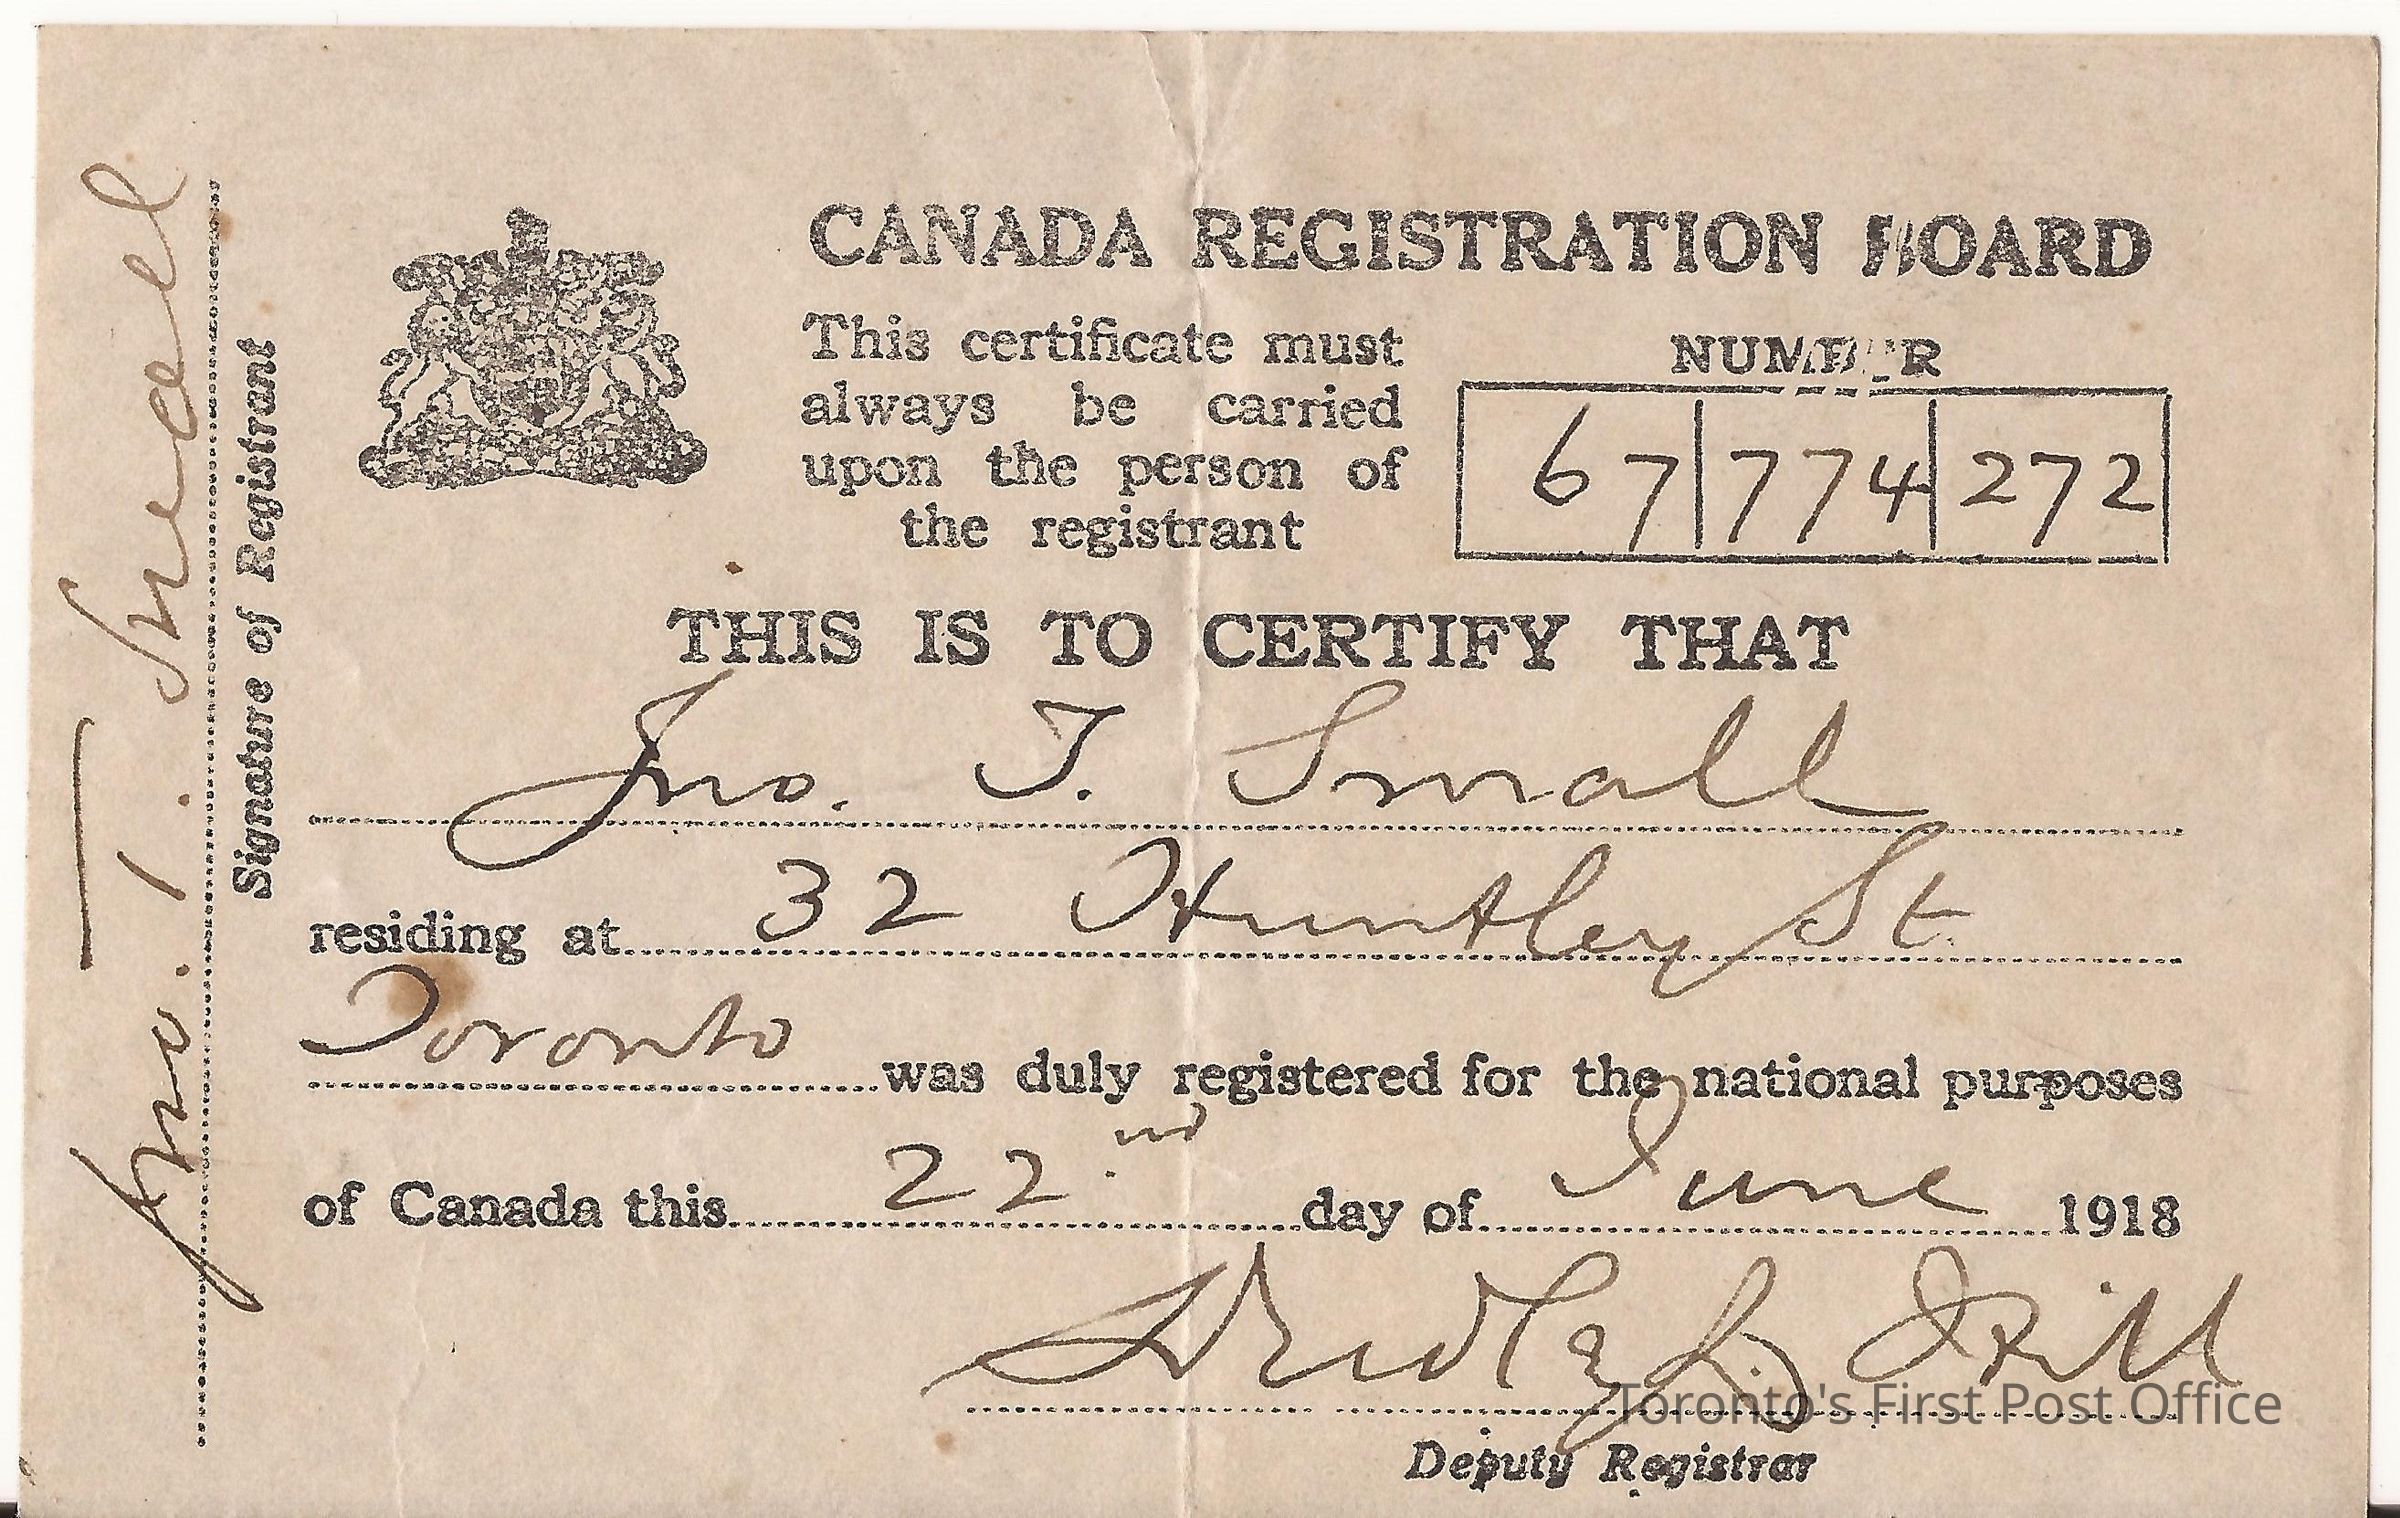 CANADA REGISTRATION BOARD
This certificate must
always be carried
upon the person of
the registrant
NUMBER
67 774 272
THIS IS TO CERTIFY THAT
Jno. T. Small
residing at 32 Huntley St.
Toronto was duly registered for the national purposes
of Canada this 22nd day of June 1918
Deputy Registrar
Signature of Registrant
Jno. T. Small
Toronto's First Post Office